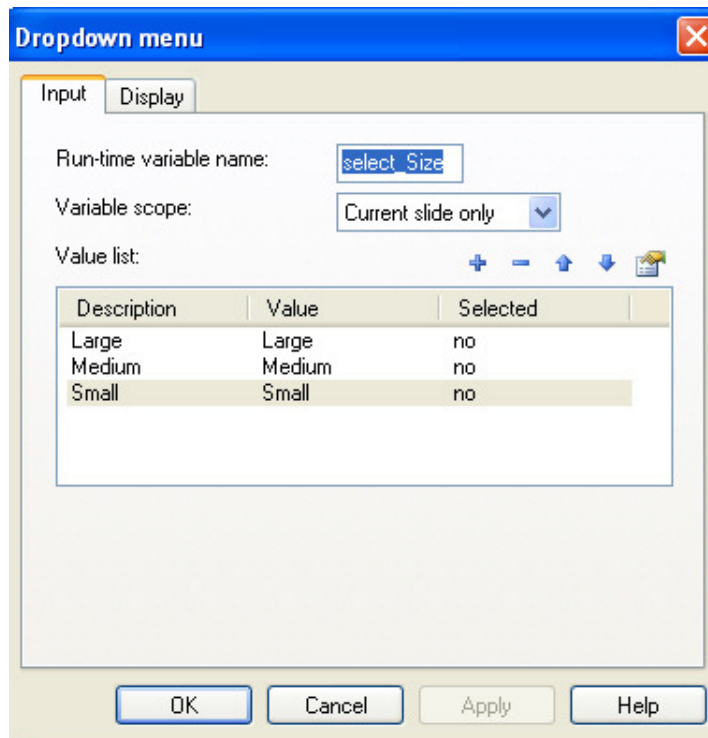 Dropdown menu
Input Display
Run-time variable name: select_Size
Variable scope: Current slide only
Value list:
Description Value Selected
Large Large no
Medium Medium no
Small Small no
OK Cancel Apply Help